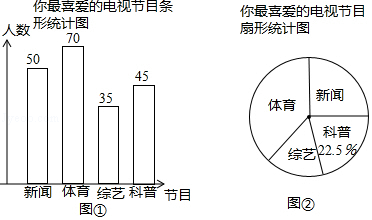 你最喜爱的电视节目条
形统计图
人数
70
50
45
35
新闻 体育 综艺 科普 节目
图①
你最喜爱的电视节目
扇形统计图
体育
新闻
科普
22.5%
综艺
图②